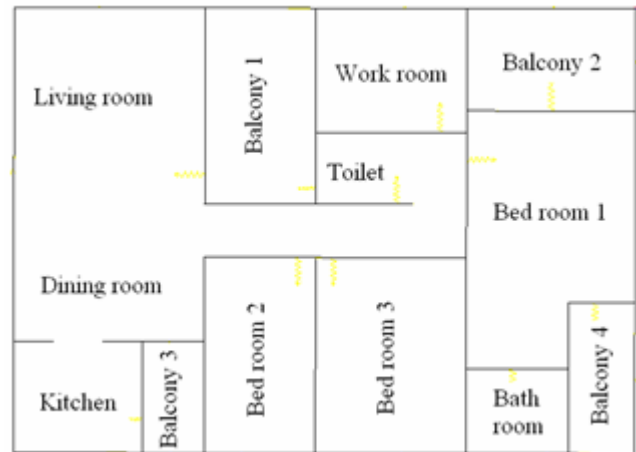 Living room
Balcony 1
Work room
Balcony 2
Toilet
Bed room 1
Dining room
Bed room 2
Bed room 3
Balcony 4
Kitchen
Balcony 3
Bath
room